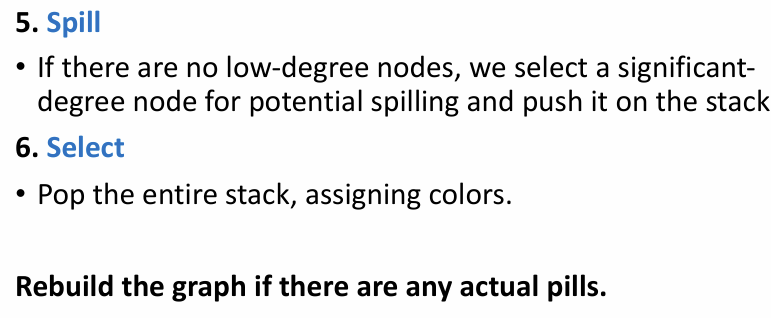 5. Spill
• If there are no low-degree nodes, we select a significant-
degree node for potential spilling and push it on the stack
6. Select
• Pop the entire stack, assigning colors.
Rebuild the graph if there are any actual pills.